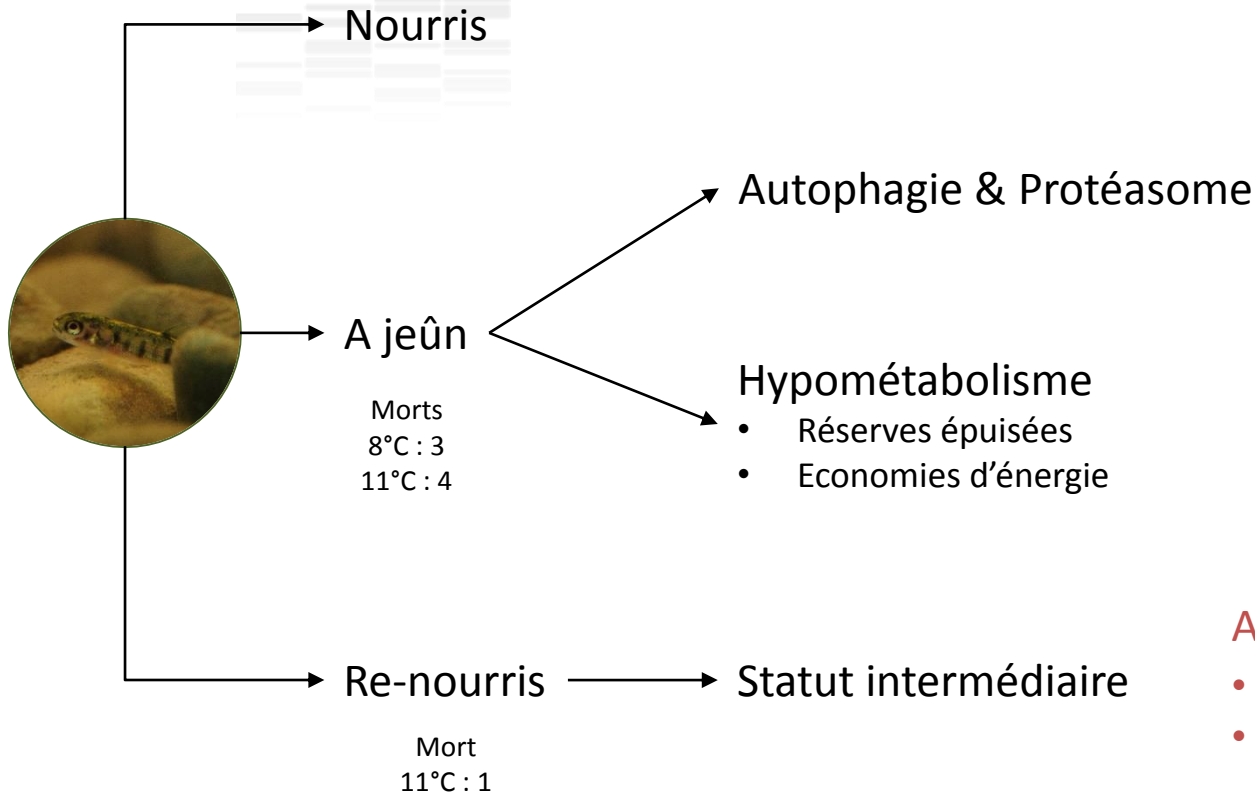 Nourris
Autophagie & Protéasome
A jeûn
Morts
8°C : 3
11°C : 4
Hypométabolisme
• Réserves épuisées
• Economies d’énergie
Re-nourris
Statut intermédiaire
Mort
11°C : 1
A
•
•